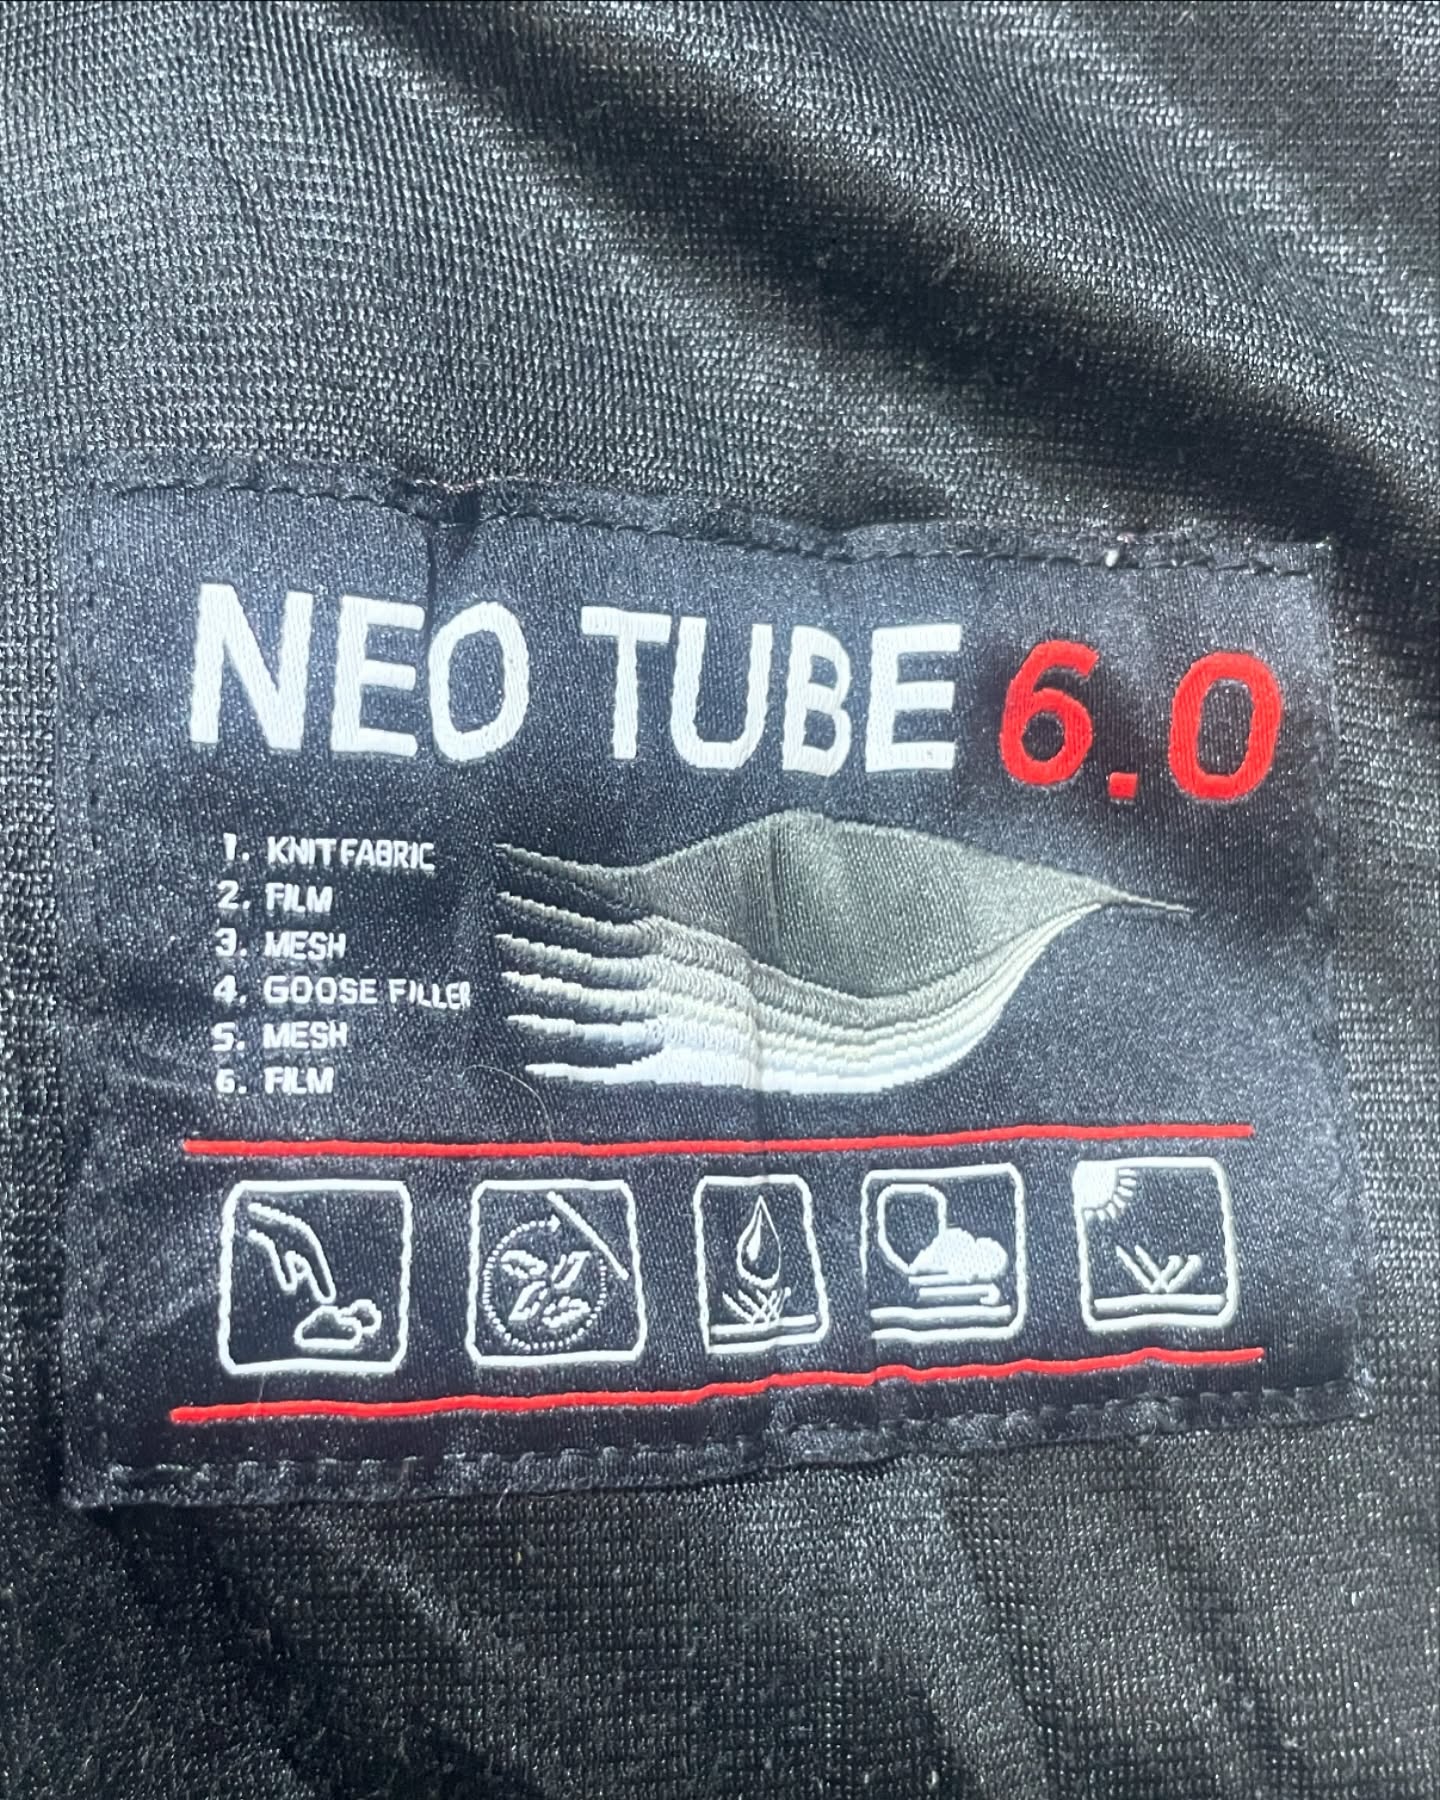 NEO TUBE 6.0
1. KNIT FABRIC
2. FILM
3. MESH
4. GOOSE FILLER
5. MESH
6. FILM